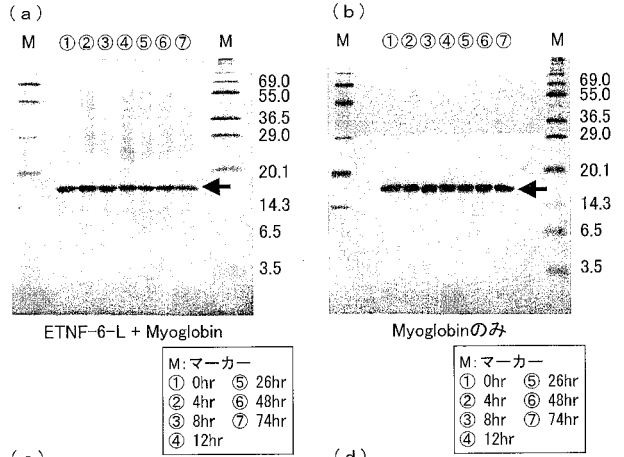 (a)
M ①②③④⑤⑥⑦ M
69.0
55.0
36.5
29.0
20.1
14.3
6.5
3.5
ETNF-6-L + Myoglobin
M: マーカー
① 0hr ⑤ 26hr
② 4hr ⑥ 48hr
③ 8hr ⑦ 74hr
④ 12hr
(b)
M ①②③④⑤⑥⑦ M
69.0
55.0
36.5
29.0
20.1
14.3
6.5
3.5
Myoglobinのみ
M: マーカー
① 0hr ⑤ 26hr
② 4hr ⑥ 48hr
③ 8hr ⑦ 74hr
④ 12hr